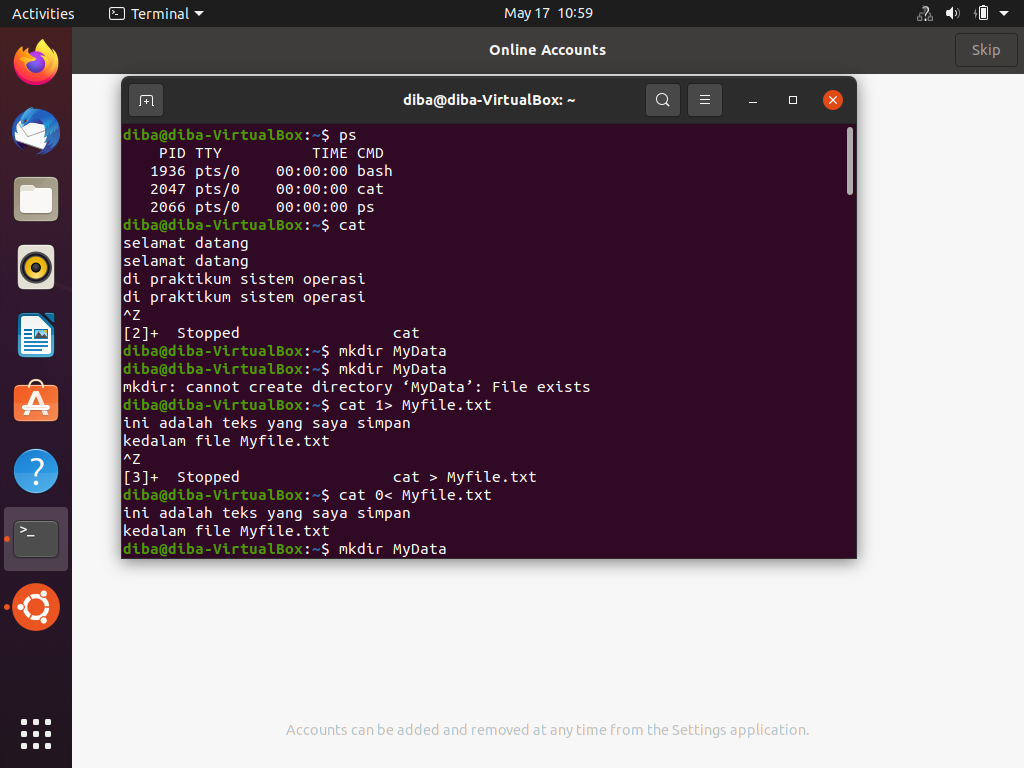 Activities Terminal May 17 10:59
Online Accounts Skip
diba@diba-VirtualBox: ~
diba@diba-VirtualBox:~$ ps
    PID TTY          TIME CMD
   1936 pts/0    00:00:00 bash
   2047 pts/0    00:00:00 cat
   2066 pts/0    00:00:00 ps
diba@diba-VirtualBox:~$ cat
selamat datang
selamat datang
di praktikum sistem operasi
di praktikum sistem operasi
^Z
[2]+  Stopped                 cat
diba@diba-VirtualBox:~$ mkdir MyData
diba@diba-VirtualBox:~$ mkdir MyData
mkdir: cannot create directory ‘MyData’: File exists
diba@diba-VirtualBox:~$ cat 1> Myfile.txt
ini adalah teks yang saya simpan
kedalam file Myfile.txt
^Z
[3]+  Stopped                 cat > Myfile.txt
diba@diba-VirtualBox:~$ cat 0< Myfile.txt
ini adalah teks yang saya simpan
kedalam file Myfile.txt
diba@diba-VirtualBox:~$ mkdir MyData
Accounts can be added and removed at any time from the Settings application.